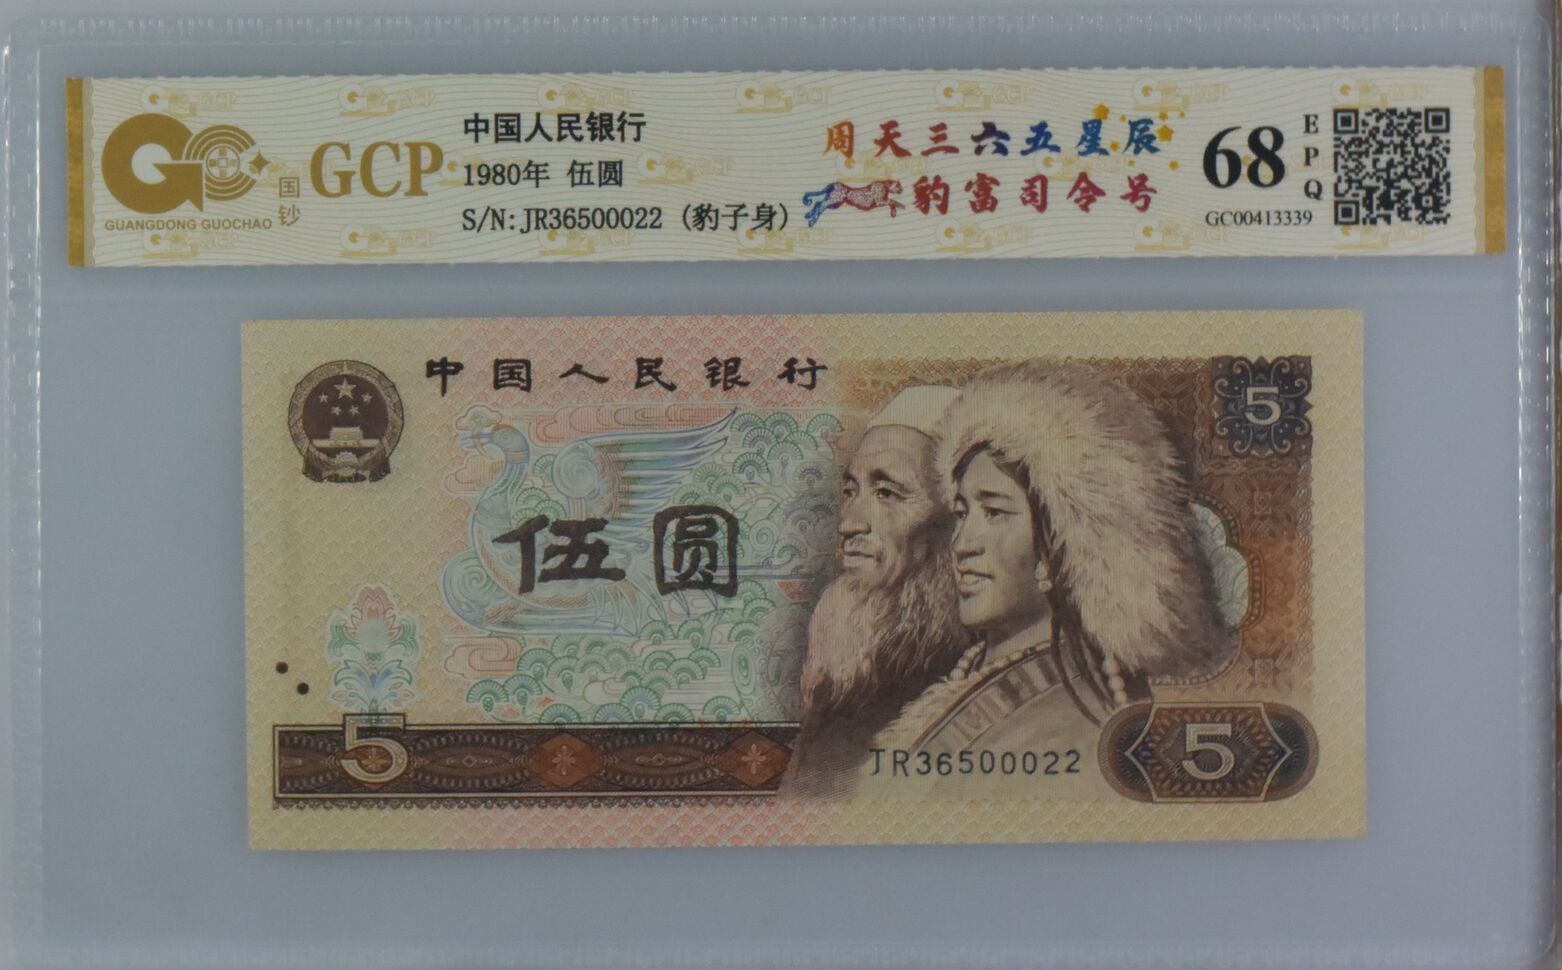 GC
GUANGDONG GUOCHAO
国钞
GCP
中国人民银行
1980年 伍圆
S/N:JR36500022 (豹子身)
周天三六五星辰
豹富司令号
68
EPQ
GC00413339
中国人民银行
5
伍圆
5
JR36500022
5